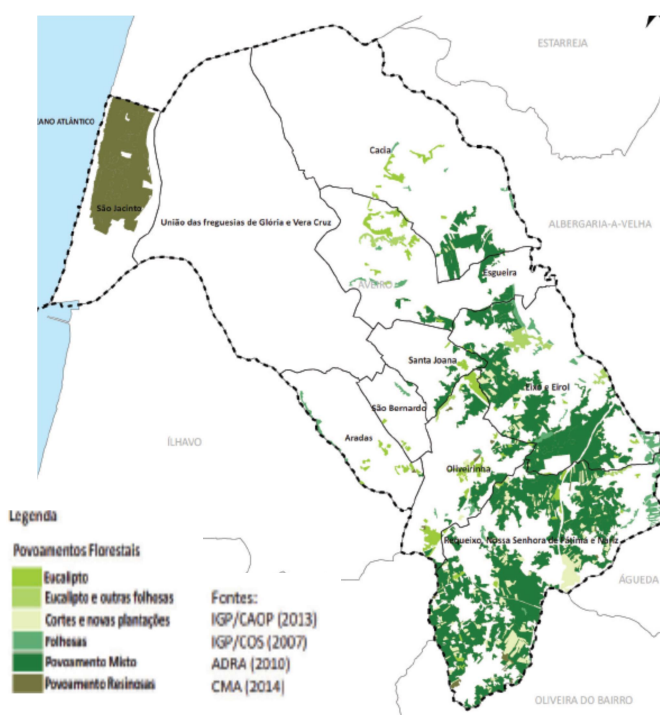 ESTARREJA
EANO ATLÂNTICO
Cacia
São Jacinto
União das freguesias de Glória e Vera Cruz
ALBERGARIA-A-VELHA
Esgueira
AVEIRO
Santa Joana
Eixo e Eirol
São Bernardo
Aradas
ÍLHAVO
Oliveirinha
Requeixo, Nossa Senhora de Fátima e Nariz
ÁGUEDA
OLIVEIRA DO BAIRRO
Legenda
Povoamentos Florestais
Eucalipto
Eucalipto e outras folhosas
Cortes e novas plantações
Folhosas
Povoamento Misto
Povoamento Resinosas
Fontes:
IGP/CAOP (2013)
IGP/COS (2007)
ADRA (2010)
CMA (2014)